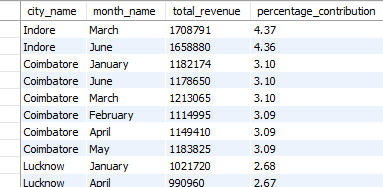 city_name month_name total_revenue percentage_contribution
Indore March 1708791 4.37
Indore June 1658880 4.36
Coimbatore January 1182174 3.10
Coimbatore June 1178650 3.10
Coimbatore March 1213065 3.10
Coimbatore February 1114995 3.09
Coimbatore April 1149410 3.09
Coimbatore May 1183825 3.09
Lucknow January 1021720 2.68
Lucknow April 990960 2.67